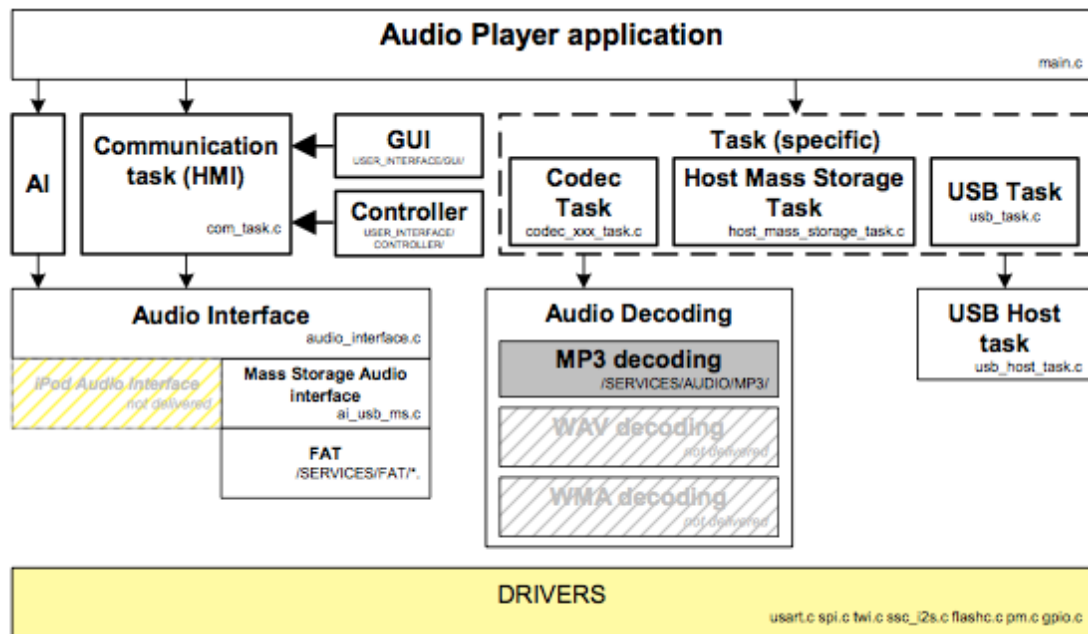 Audio Player application
main.c
AI
Communication
task (HMI)
com_task.c
GUI
USER_INTERFACE/GUI/
Controller
USER_INTERFACE/
CONTROLLER/
Task (specific)
Codec
Task
codec_xxx_task.c
Host Mass Storage
Task
host_mass_storage_task.c
USB Task
usb_task.c
Audio Interface
audio_interface.c
iPod Audio Interface
not delivered
Mass Storage Audio
interface
ai_usb_ms.c
FAT
/SERVICES/FAT/*.
Audio Decoding
MP3 decoding
/SERVICES/AUDIO/MP3/
WAV decoding
not delivered
WMA decoding
not delivered
USB Host
task
usb_host_task.c
DRIVERS
usart.c spi.c twi.c ssc_i2s.c flashc.c pm.c gpio.c